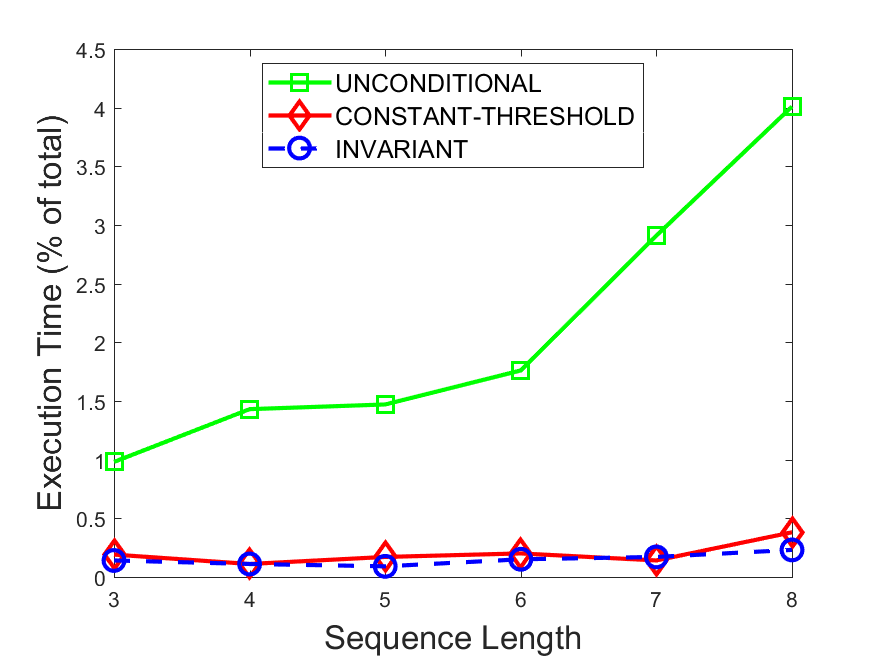 4.5
4
3.5
3
2.5
2
1.5
1
0.5
0
Execution Time (% of total)
UNCONDITIONAL
CONSTANT-THRESHOLD
INVARIANT
3 4 5 6 7 8
Sequence Length